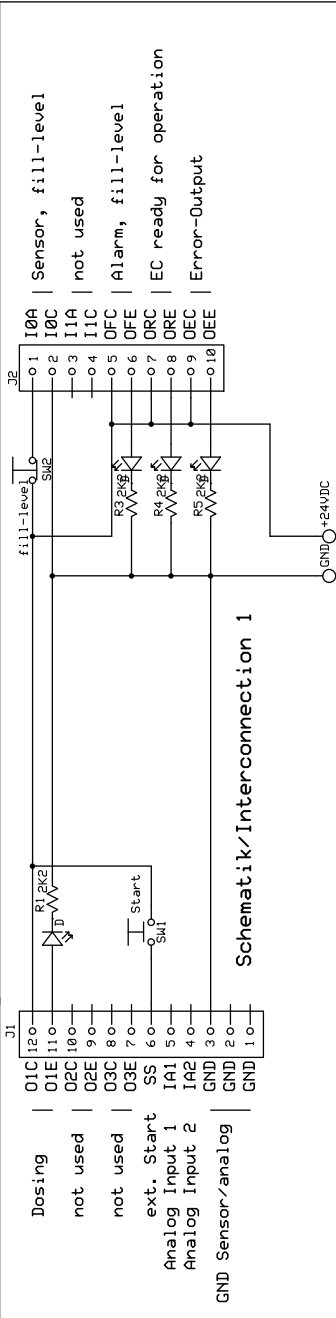 J1
Dosing
O1C
12
O1E
11
not used
O2C
10
O2E
9
not used
O3C
8
O3E
7
ext. Start
SS
6
Analog Input 1
IA1
5
Analog Input 2
IA2
4
GND Sensor/analog
GND
3
GND
2
GND
1
R1
2K2
D
Start
SW1
fill-level
SW2
R3
R4
R5
J2
1
I0A
2
I0C
Sensor, fill-level
3
I1A
4
I1C
not used
5
OFC
6
OFE
Alarm, fill-level
7
ORC
8
ORE
EC ready for operation
9
OEC
10
OEE
Error-Output
GND
+24VDC
Schematik/Interconnection 1